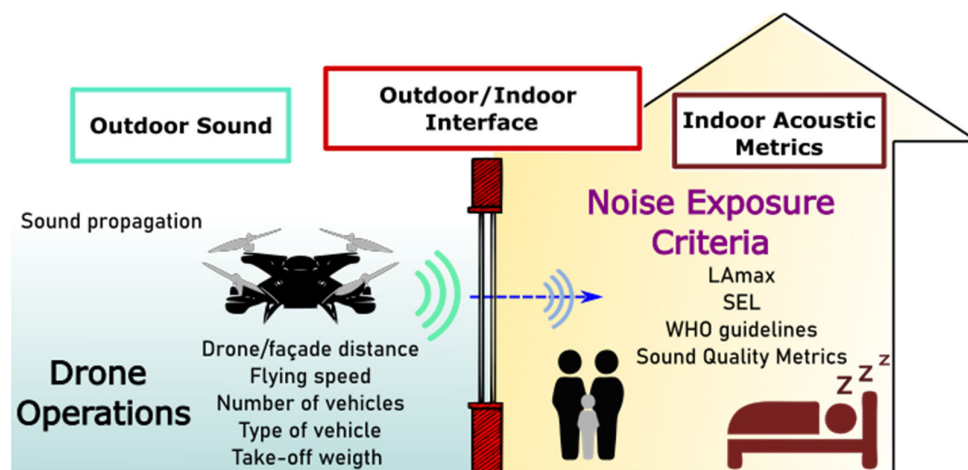 Outdoor Sound
Outdoor/Indoor
Interface
Indoor Acoustic
Metrics
Sound propagation
Drone
Operations
Drone/façade distance
Flying speed
Number of vehicles
Type of vehicle
Take-off weigth
Noise Exposure
Criteria
LAmax
SEL
WHO guidelines
Sound Quality Metrics
z z z